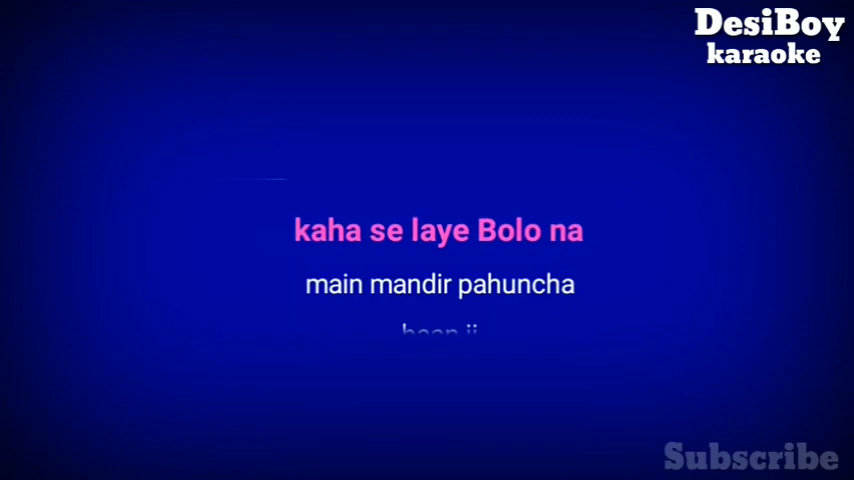 DesiBoy
karaoke
kaha se laye Bolo na
main mandir pahuncha
Subscribe